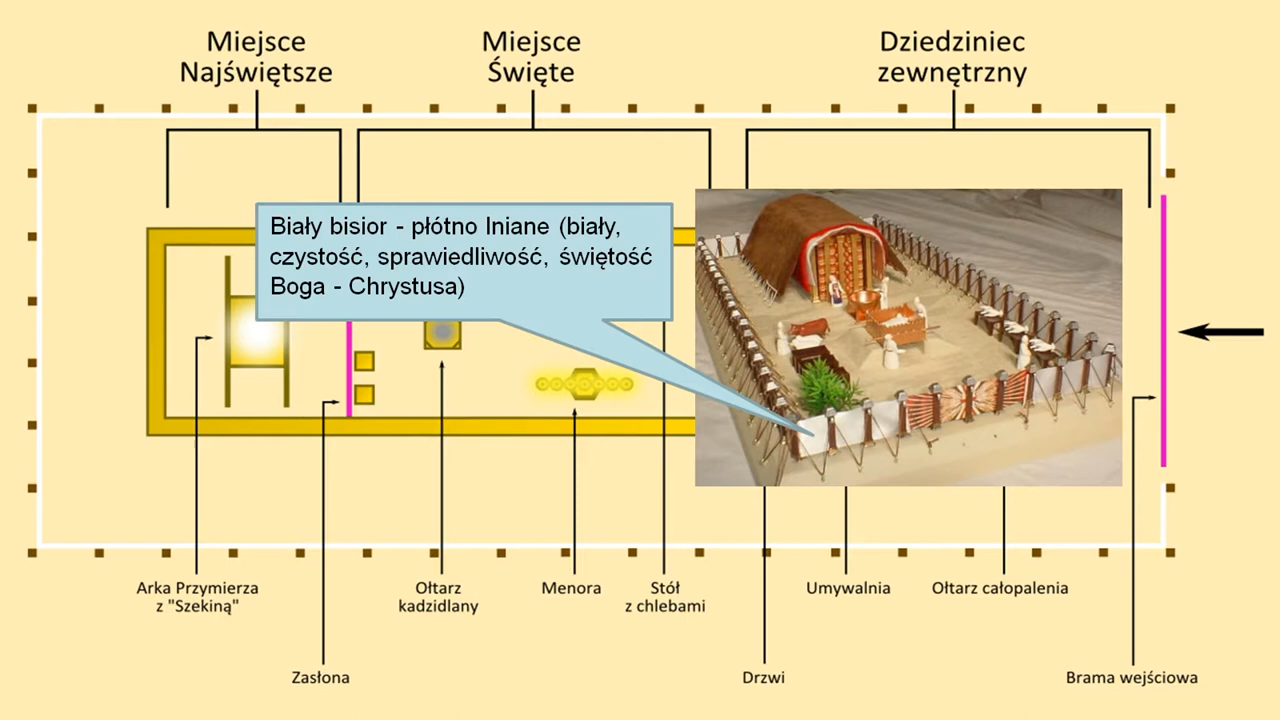 Miejsce
Najświętsze
Miejsce
Święte
Dziedziniec
zewnętrzny
Biały bisior - płótno lniane (biały,
czystość, sprawiedliwość, świętość
Boga - Chrystusa)
Arka Przymierza
z "Szekiną"
Ołtarz
kadzidlany
Menora
Stół
z chlebami
Umywalnia
Ołtarz całopalenia
Zasłona
Drzwi
Brama wejściowa